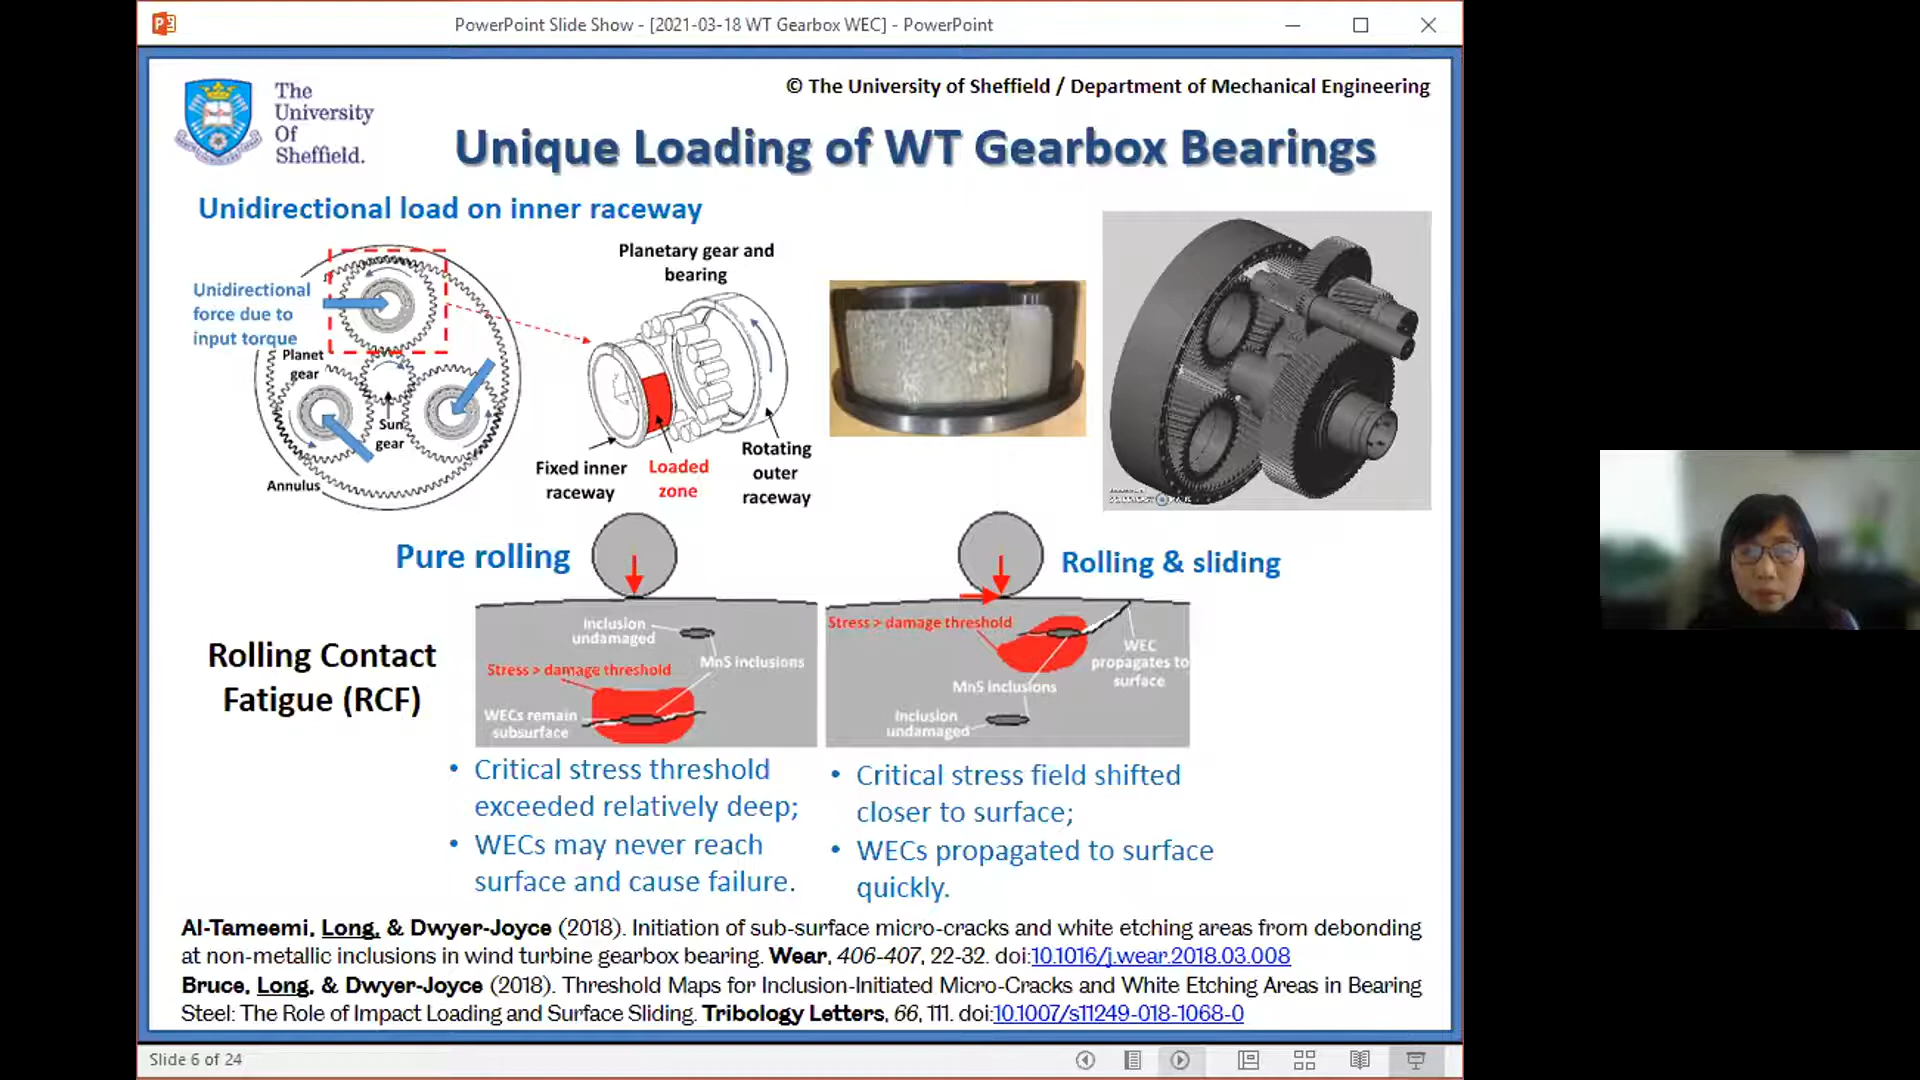 PowerPoint Slide Show - [2021-03-18 WT Gearbox WEC] - PowerPoint
The
University
Of
Sheffield.
© The University of Sheffield / Department of Mechanical Engineering
Unique Loading of WT Gearbox Bearings
Unidirectional load on inner raceway
Unidirectional
force due to
input torque
Planet
gear
Sun
gear
Annulus
Planetary gear and
bearing
Fixed inner
raceway
Loaded
zone
Rotating
outer
raceway
Pure rolling
Rolling & sliding
Rolling Contact
Fatigue (RCF)
Inclusion
undamaged
MnS inclusions
Stress > damage threshold
WECs remain
subsurface
Stress > damage threshold
WEC
propagates to
surface
MnS inclusions
Inclusion
undamaged
• Critical stress threshold
exceeded relatively deep;
• WECs may never reach
surface and cause failure.
• Critical stress field shifted
closer to surface;
• WECs propagated to surface
quickly.
Al-Tameemi, Long, & Dwyer-Joyce (2018). Initiation of sub-surface micro-cracks and white etching areas from debonding
at non-metallic inclusions in wind turbine gearbox bearing. Wear, 406-407, 22-32. doi:10.1016/j.wear.2018.03.008
Bruce, Long, & Dwyer-Joyce (2018). Threshold Maps for Inclusion-Initiated Micro-Cracks and White Etching Areas in Bearing
Steel: The Role of Impact Loading and Surface Sliding. Tribology Letters, 66, 111. doi:10.1007/s11249-018-1068-0
Slide 6 of 24